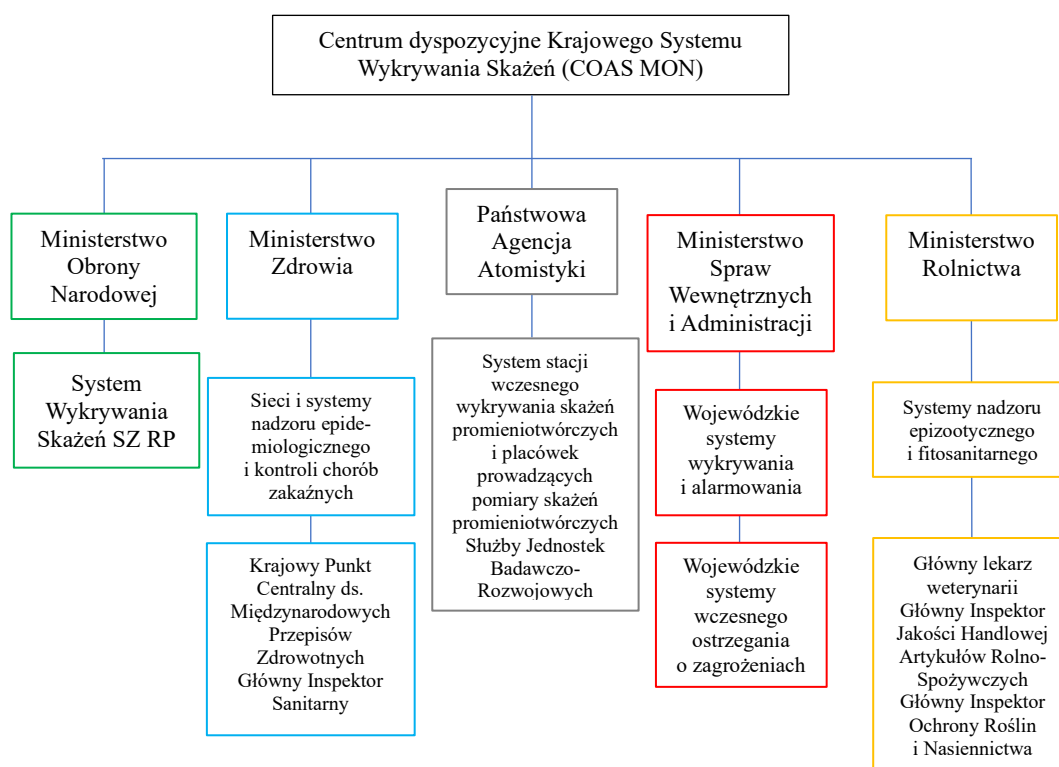 Centrum dyspozycyjne Krajowego Systemu
Wykrywania Skażeń (COAS MON)
Ministerstwo
Obrony
Narodowej
System
Wykrywania
Skażeń SZ RP
Ministerstwo
Zdrowia
Sieci i systemy
nadzoru epide-
miologicznego
i kontroli chorób
zakaźnych
Krajowy Punkt
Centralny ds.
Międzynarodowych
Przepisów
Zdrowotnych
Główny Inspektor
Sanitarny
Państwowa
Agencja
Atomistyki
System stacji
wczesnego
wykrywania skażeń
promieniotwórczych
i placówek
prowadzących
pomiary skażeń
promieniotwórczych
Służby Jednostek
Badawczo-
Rozwojowych
Ministerstwo
Spraw
Wewnętrznych
i Administracji
Wojewódzkie
systemy
wykrywania
i alarmowania
Wojewódzkie
systemy
wczesnego
ostrzegania
o zagrożeniach
Ministerstwo
Rolnictwa
Systemy nadzoru
epizootycznego
i fitosanitarnego
Główny lekarz
weterynarii
Główny Inspektor
Jakości Handlowej
Artykułów Rolno-
Spożywczych
Główny Inspektor
Ochrony Roślin
i Nasiennictwa